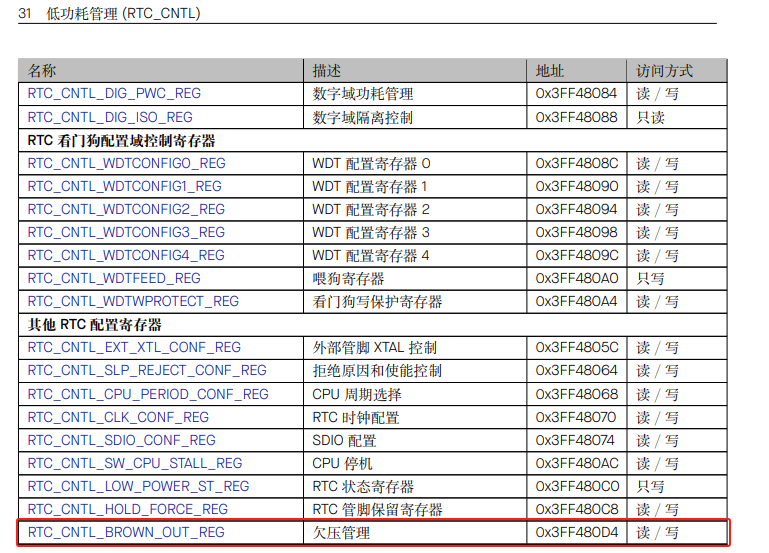 31 低功耗管理 (RTC_CNTL)
名称 描述 地址 访问方式
RTC_CNTL_DIG_PWC_REG 数字域功耗管理 0x3FF48084 读 / 写
RTC_CNTL_DIG_ISO_REG 数字域隔离控制 0x3FF48088 只读
RTC 看门狗配置域控制寄存器
RTC_CNTL_WDTCONFIG0_REG WDT 配置寄存器 0 0x3FF4808C 读 / 写
RTC_CNTL_WDTCONFIG1_REG WDT 配置寄存器 1 0x3FF48090 读 / 写
RTC_CNTL_WDTCONFIG2_REG WDT 配置寄存器 2 0x3FF48094 读 / 写
RTC_CNTL_WDTCONFIG3_REG WDT 配置寄存器 3 0x3FF48098 读 / 写
RTC_CNTL_WDTCONFIG4_REG WDT 配置寄存器 4 0x3FF4809C 读 / 写
RTC_CNTL_WDTFEED_REG 喂狗寄存器 0x3FF480A0 只写
RTC_CNTL_WDTWPROTECT_REG 看门狗写保护寄存器 0x3FF480A4 读 / 写
其他 RTC 配置寄存器
RTC_CNTL_EXT_XTL_CONF_REG 外部管脚 XTAL 控制 0x3FF4805C 读 / 写
RTC_CNTL_SLP_REJECT_CONF_REG 拒绝原因和使能控制 0x3FF48064 读 / 写
RTC_CNTL_CPU_PERIOD_CONF_REG CPU 周期选择 0x3FF48068 读 / 写
RTC_CNTL_CLK_CONF_REG RTC 时钟配置 0x3FF48070 读 / 写
RTC_CNTL_SDIO_CONF_REG SDIO 配置 0x3FF48074 读 / 写
RTC_CNTL_SW_CPU_STALL_REG CPU 停机 0x3FF480AC 读 / 写
RTC_CNTL_LOW_POWER_ST_REG RTC 状态寄存器 0x3FF480C0 只写
RTC_CNTL_HOLD_FORCE_REG RTC 管脚保留寄存器 0x3FF480C8 读 / 写
RTC_CNTL_BROWN_OUT_REG 欠压管理 0x3FF480D4 读 / 写